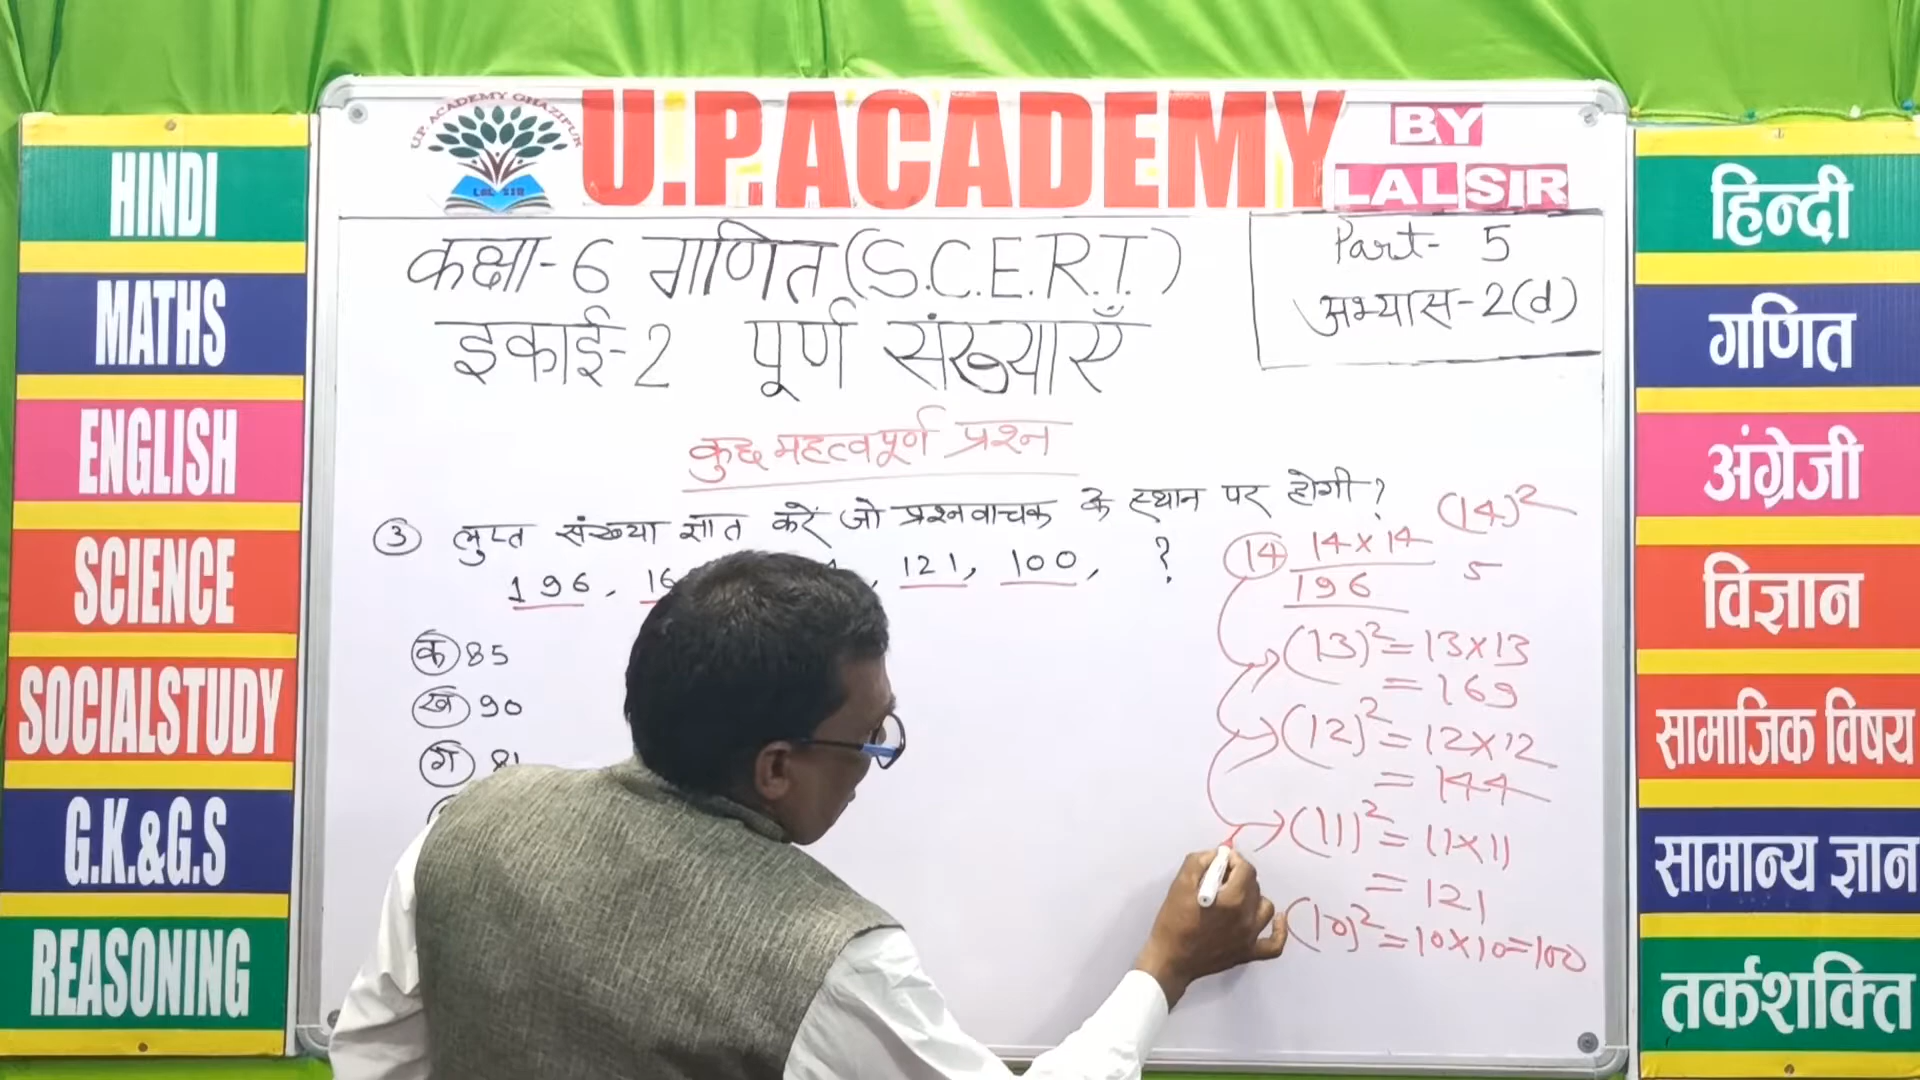 HINDI
MATHS
ENGLISH
SCIENCE
SOCIALSTUDY
G.K.&G.S
REASONING
U.P. ACADEMY GHAZIPUR
LAL SIR
U.P.ACADEMY
BY
LALSIR
कक्षा-6 गणित (S.C.E.R.T.)
इकाई-2 पूर्ण संख्याएँ
Part- 5
अभ्यास-2(d)
कुछ महत्वपूर्ण प्रश्न
③ लुप्त संख्या ज्ञात करें जो प्रश्नवाचक के स्थान पर होगी?
196, 16 , 121, 100, ?
क 85
ख 90
ग 81
(14)²
14 14×14 5
196
(13)² = 13×13
= 169
(12)² = 12×12
= 144
(11)² = 11×11
= 121
(10)² = 10×10=100
हिन्दी
गणित
अंग्रेजी
विज्ञान
सामाजिक विषय
सामान्य ज्ञान
तर्कशक्ति